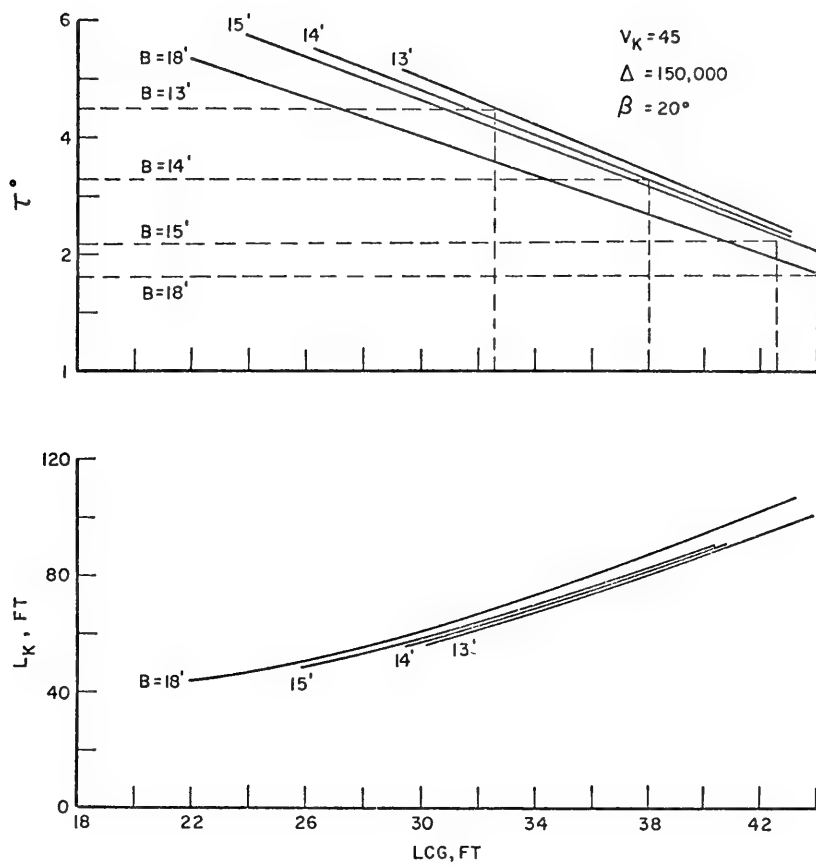 6
15'
14'
13'
V_K = 45
B=18'
Δ = 150,000
B=13'
β = 20°
4
B=14'
τ°
B=15'
2
B=18'
1
120
80
L_K, FT
14'
13'
15'
B=18'
40
0
18 22 26 30 34 38 42
LCG, FT